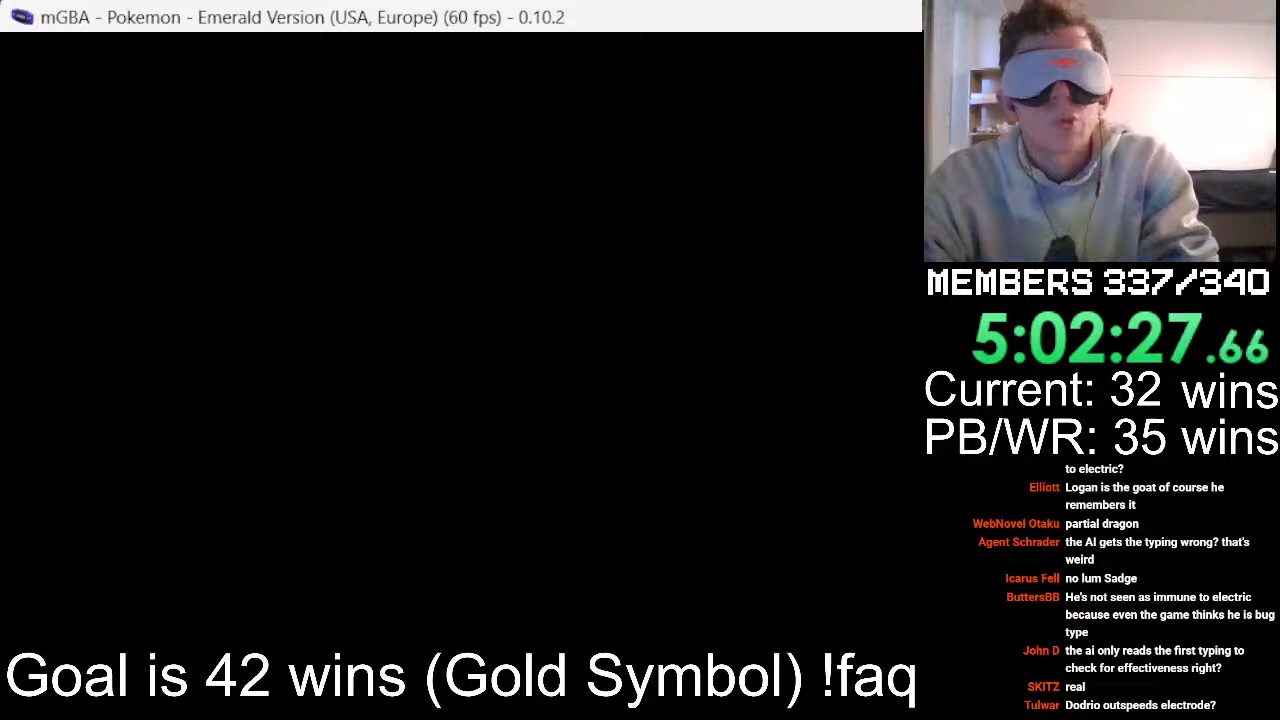 mGBA - Pokemon - Emerald Version (USA, Europe) (60 fps) - 0.10.2
MEMBERS 337/340
5:02:27.66
Current: 32 wins
PB/WR: 35 wins
to electric?
Elliott Logan is the goat of course he
remembers it
WebNovel Otaku partial dragon
Agent Schrader the AI gets the typing wrong? that's
weird
Icarus Fell no lum Sadge
ButtersBB He's not seen as immune to electric
because even the game thinks he is bug
type
John D the ai only reads the first typing to
check for effectiveness right?
SKITZ real
Tulwar Dodrio outspeeds electrode?
Goal is 42 wins (Gold Symbol) !faq